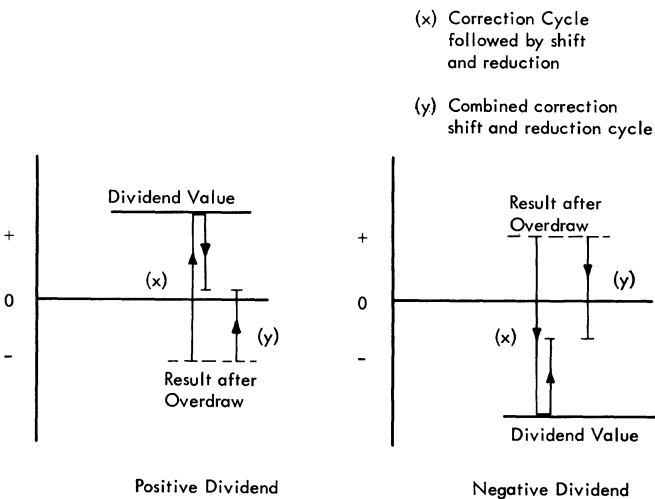 (x) Correction Cycle
followed by shift
and reduction
(y) Combined correction
shift and reduction cycle
Dividend Value
+
(x)
0
(y)
-
Result after
Overdraw
Positive Dividend
Result after
Overdraw
+
(y)
0
(x)
-
Dividend Value
Negative Dividend